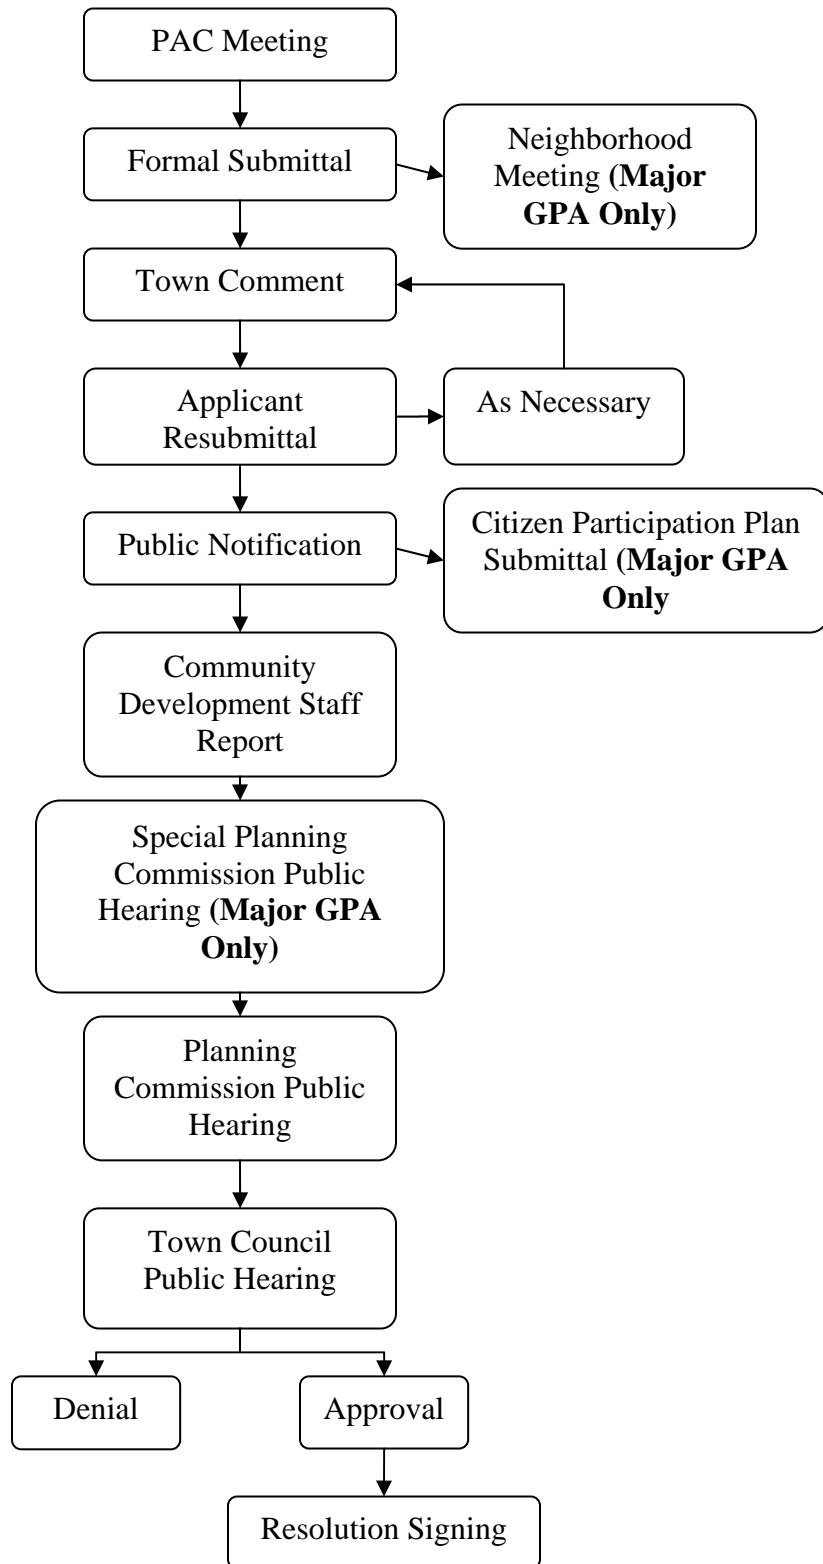 PAC Meeting
Formal Submittal
Neighborhood
Meeting (Major
GPA Only)
Town Comment
Applicant
Resubmittal
As Necessary
Public Notification
Citizen Participation Plan
Submittal (Major GPA
Only
Community
Development Staff
Report
Special Planning
Commission Public
Hearing (Major GPA
Only)
Planning
Commission Public
Hearing
Town Council
Public Hearing
Denial
Approval
Resolution Signing